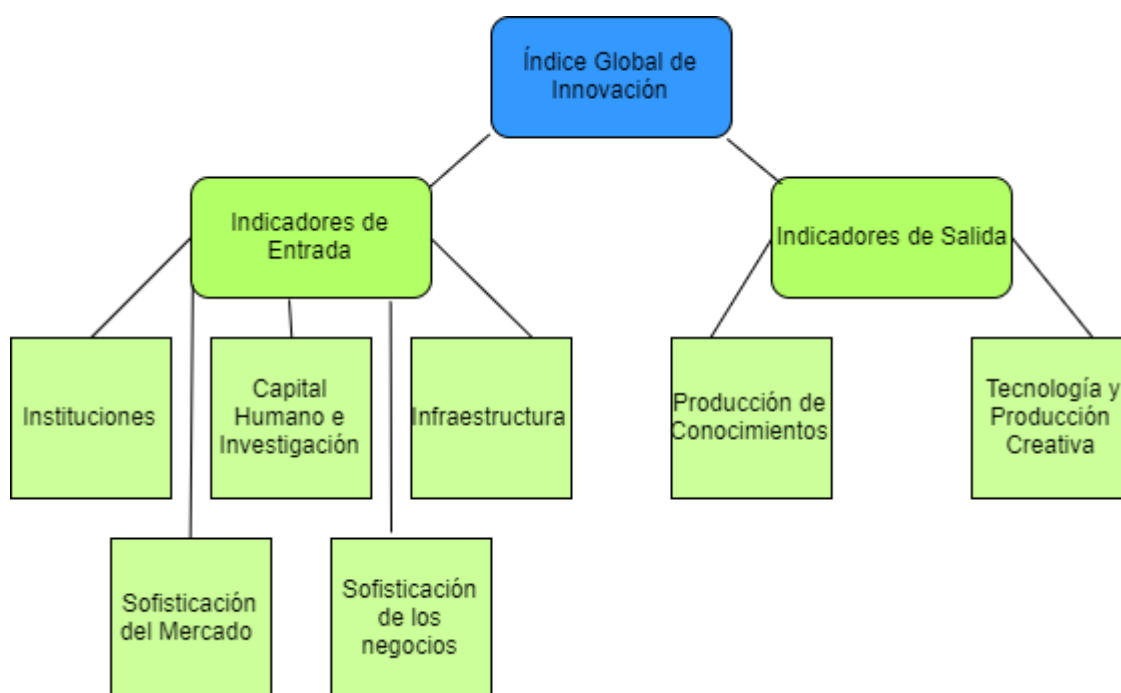 Índice Global de
Innovación
Indicadores de
Entrada
Indicadores de Salida
Instituciones
Capital
Humano e
Investigación
Infraestructura
Producción de
Conocimientos
Tecnología y
Producción
Creativa
Sofisticación
del Mercado
Sofisticación
de los
negocios